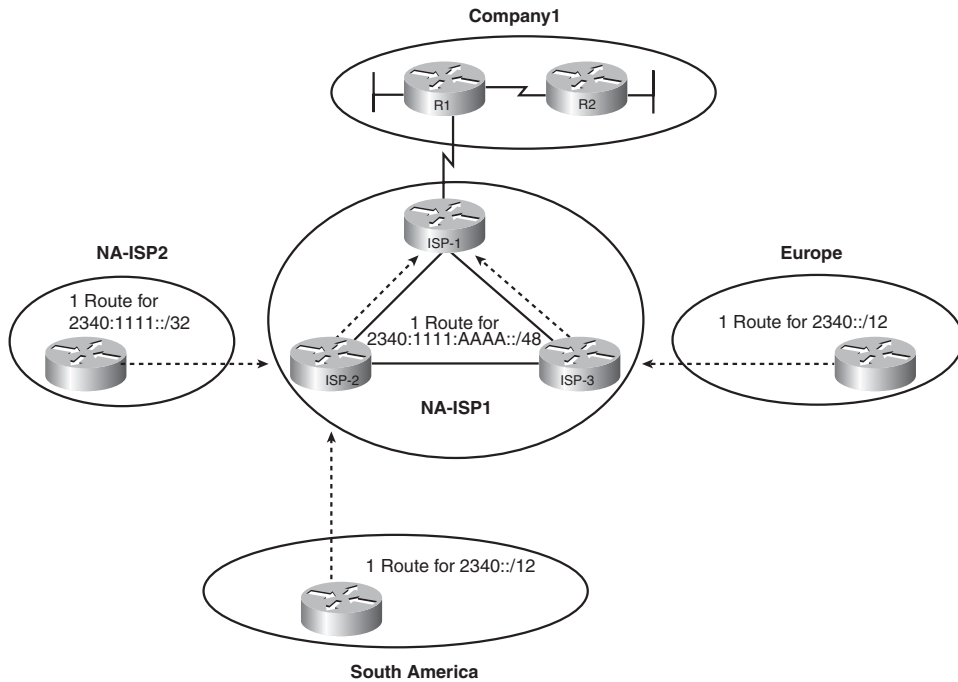 Company1
R1
R2
ISP-1
NA-ISP2
Europe
1 Route for
2340:1111::/32
1 Route for
2340:1111:AAAA::/48
1 Route for 2340::/12
ISP-2
ISP-3
NA-ISP1
1 Route for 2340::/12
South America